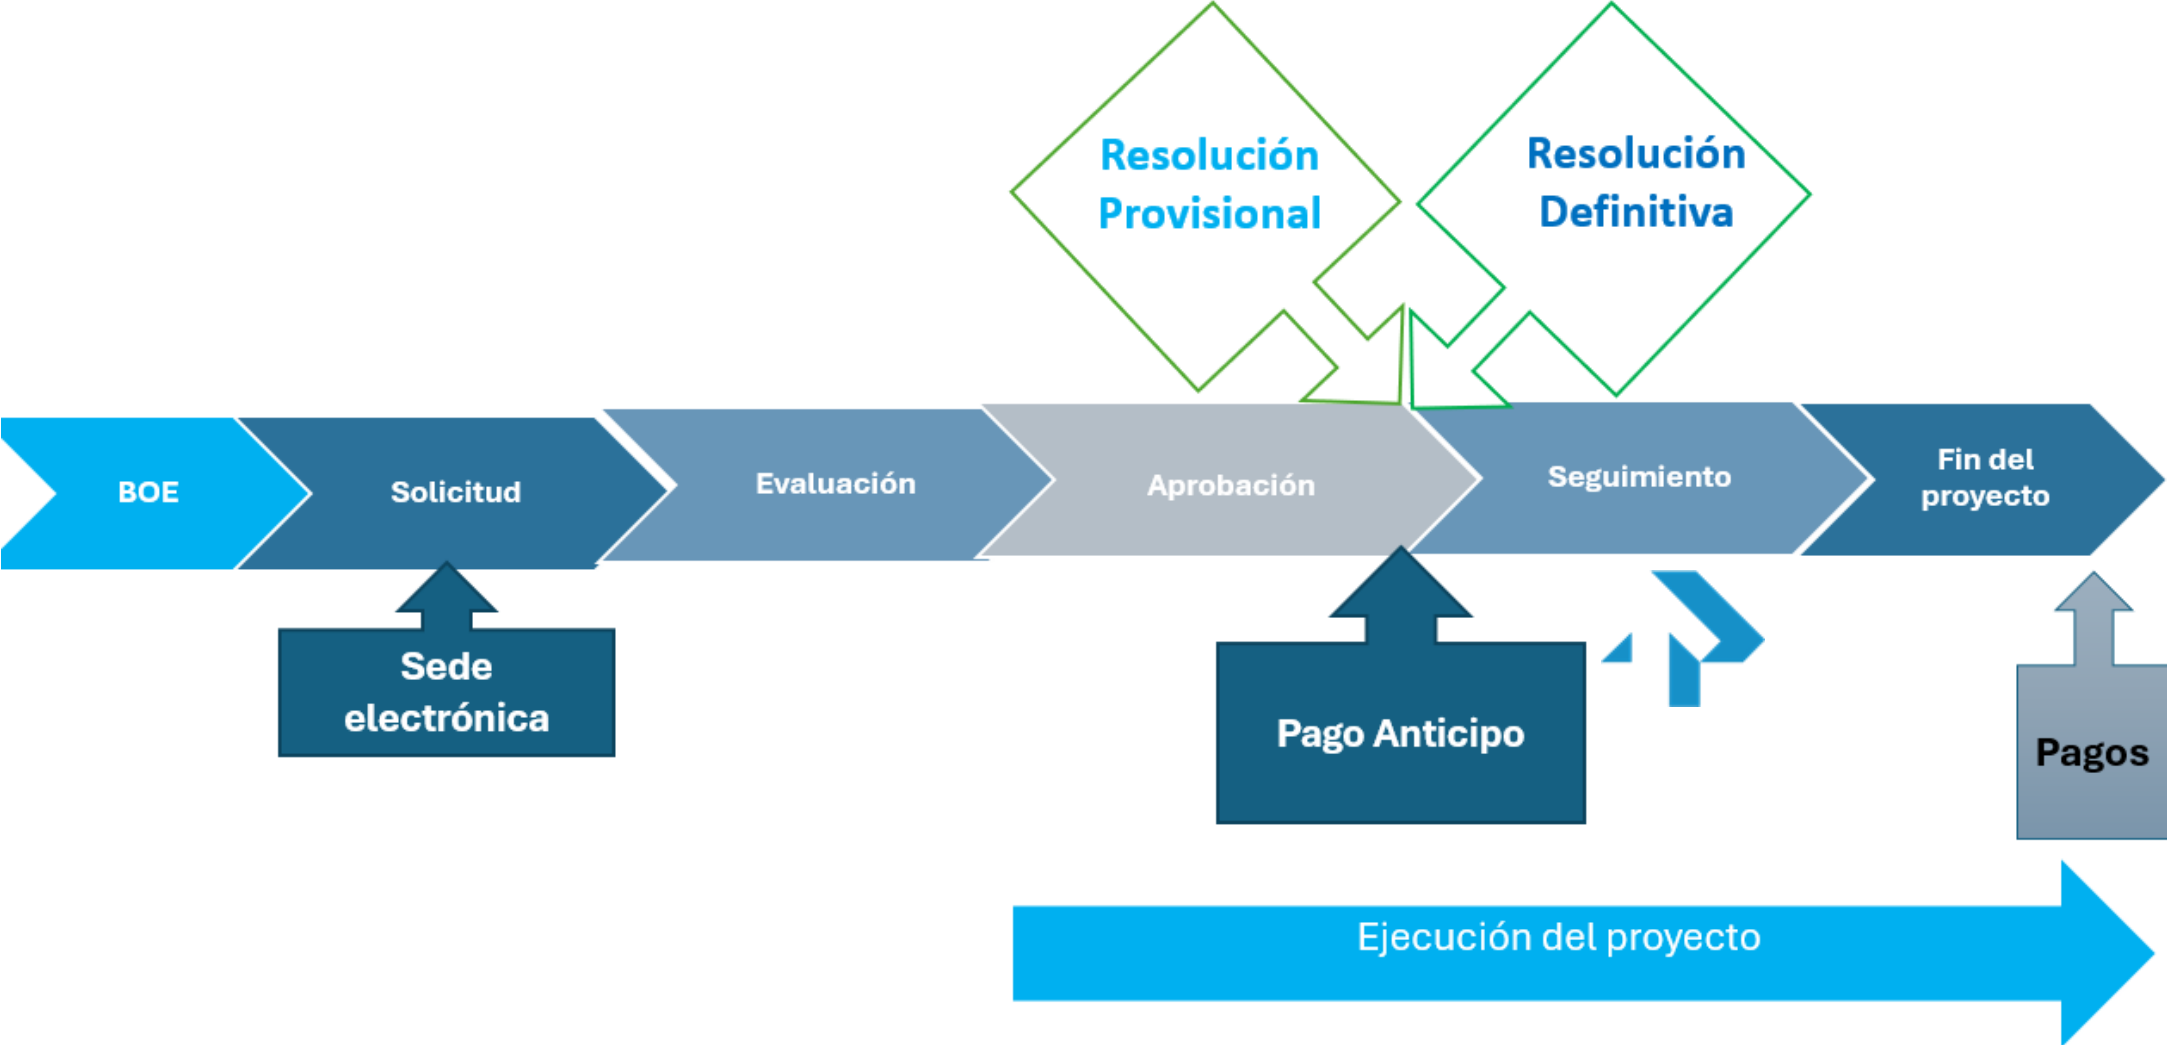 Resolución
Provisional
Resolución
Definitiva
BOE
Solicitud
Evaluación
Aprobación
Seguimiento
Fin del
proyecto
Sede
electrónica
Pago Anticipo
Pagos
Ejecución del proyecto